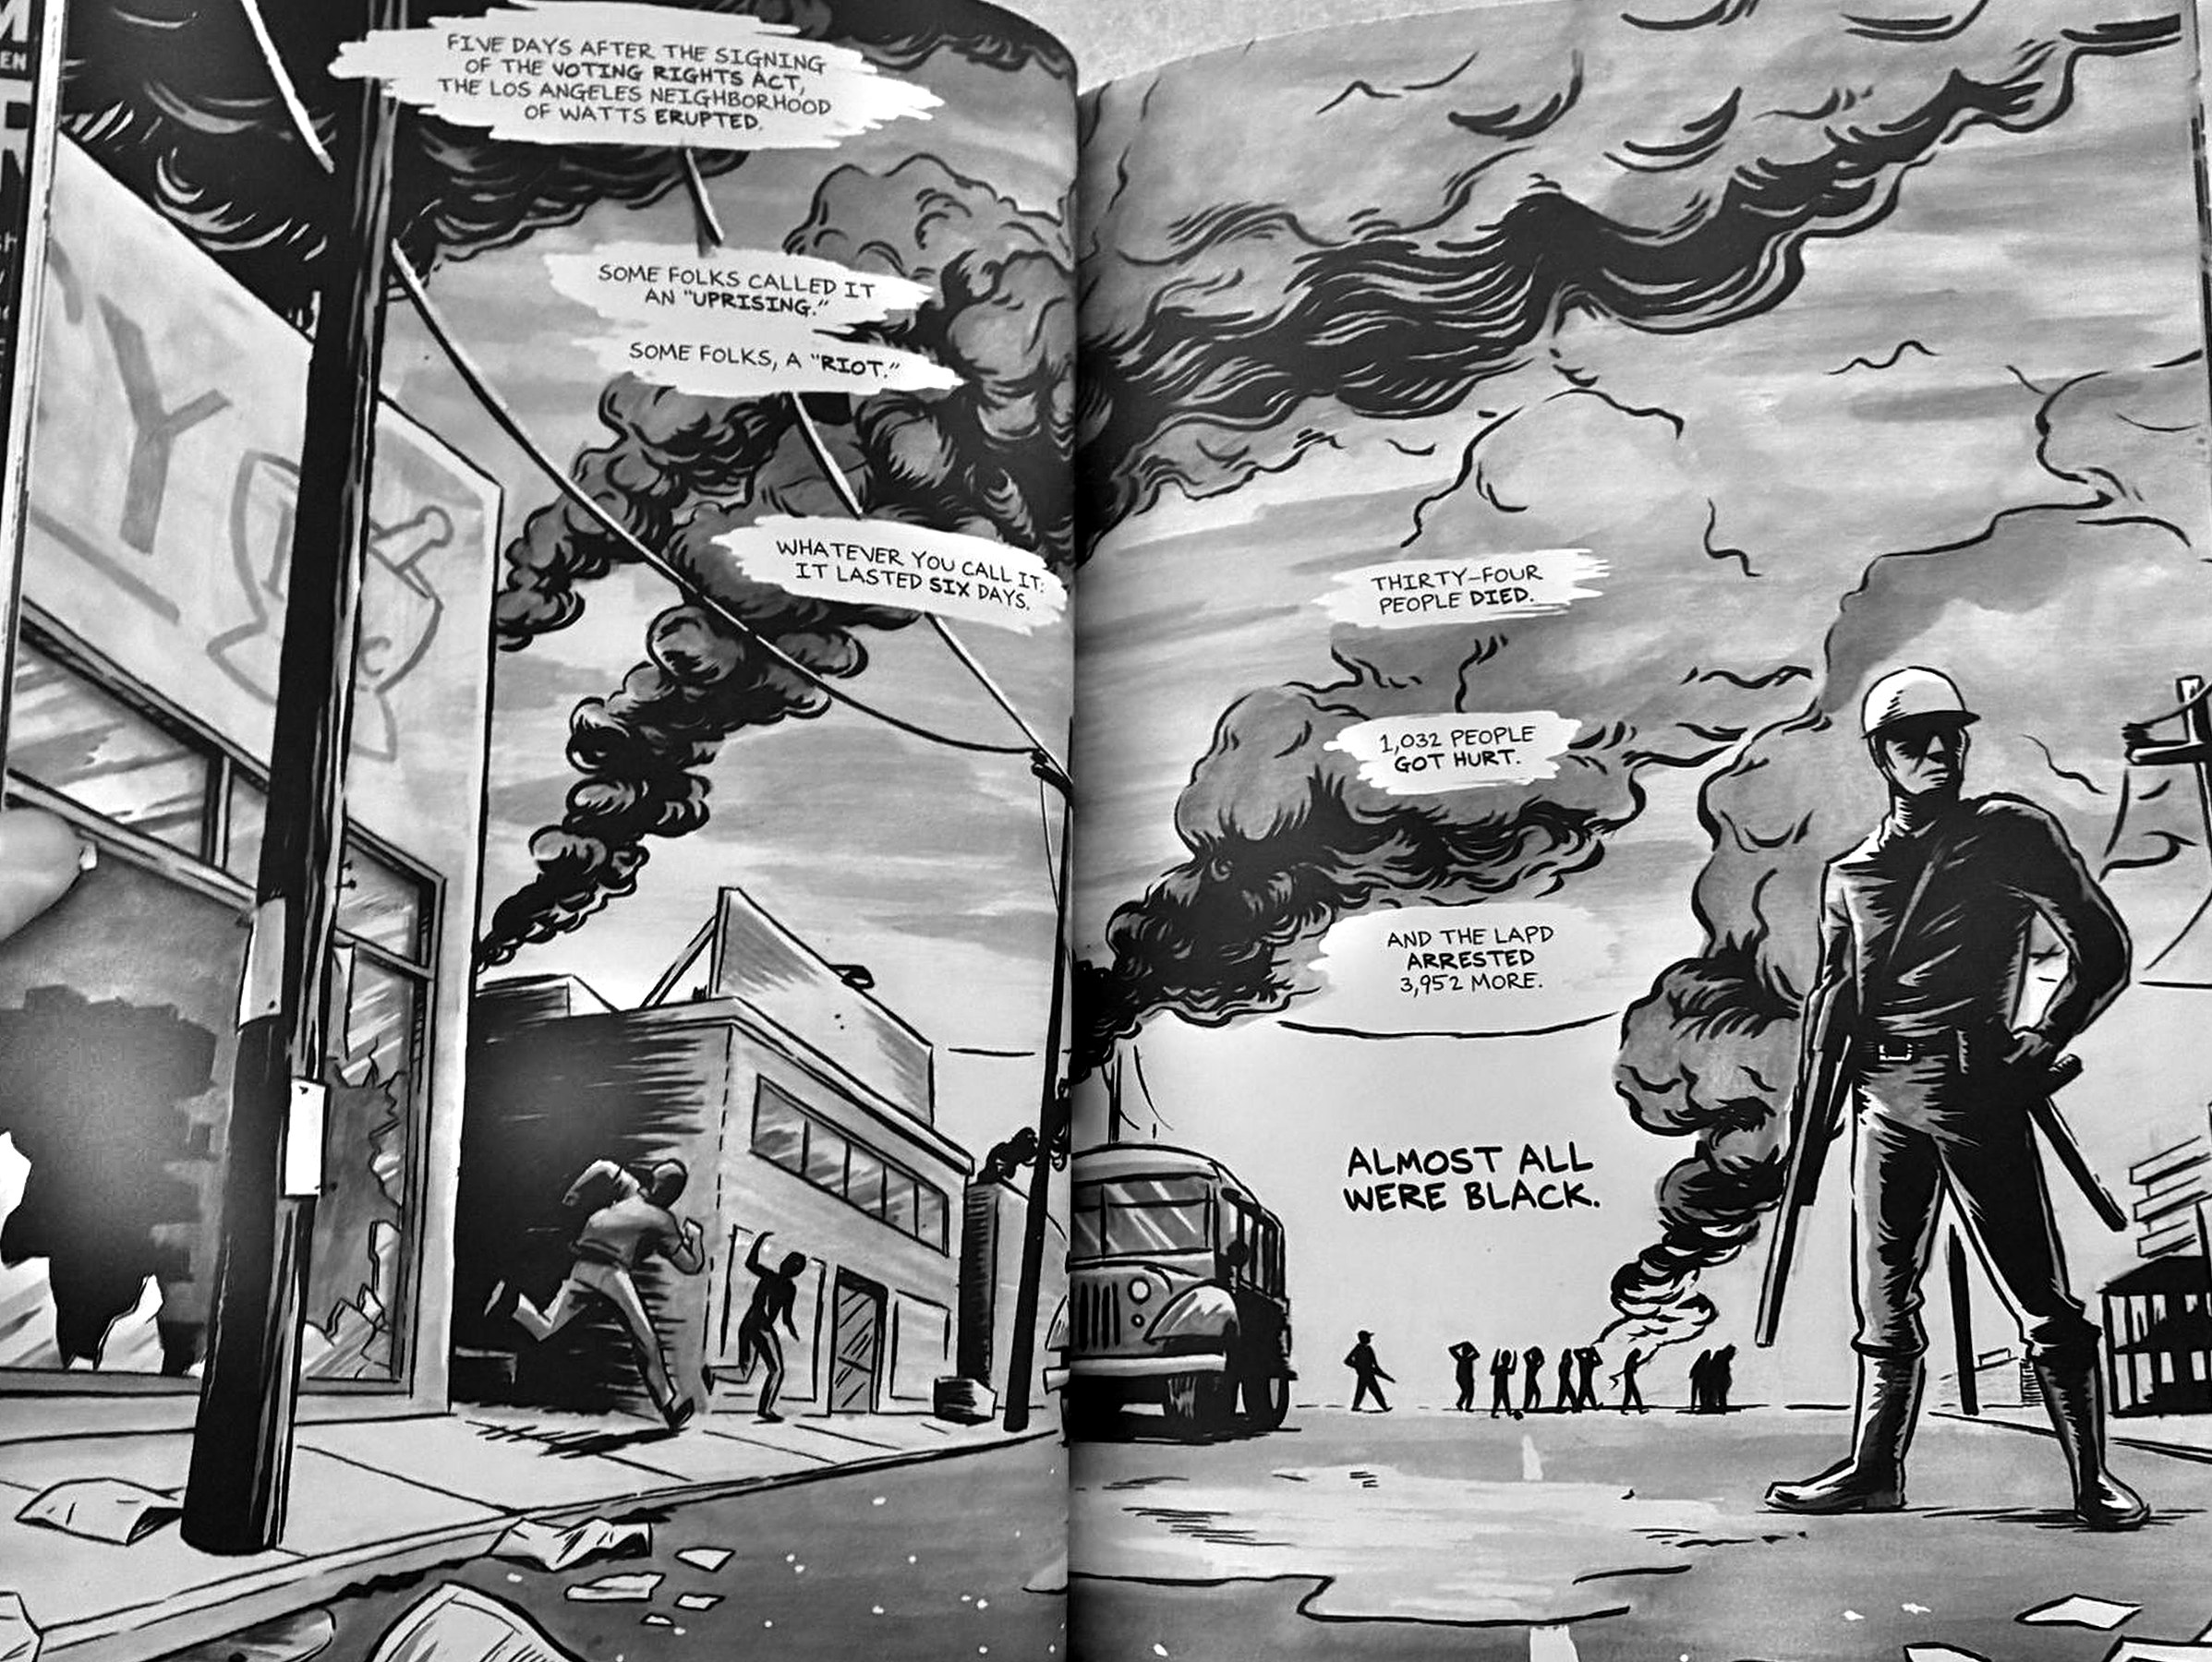 FIVE DAYS AFTER THE SIGNING
OF THE VOTING RIGHTS ACT,
THE LOS ANGELES NEIGHBORHOOD
OF WATTS ERUPTED.
SOME FOLKS CALLED IT
AN "UPRISING."
SOME FOLKS, A "RIOT."
WHATEVER YOU CALL IT:
IT LASTED SIX DAYS.
Y
THIRTY-FOUR
PEOPLE DIED.
1,032 PEOPLE
GOT HURT.
AND THE LAPD
ARRESTED
3,952 MORE.
ALMOST ALL
WERE BLACK.